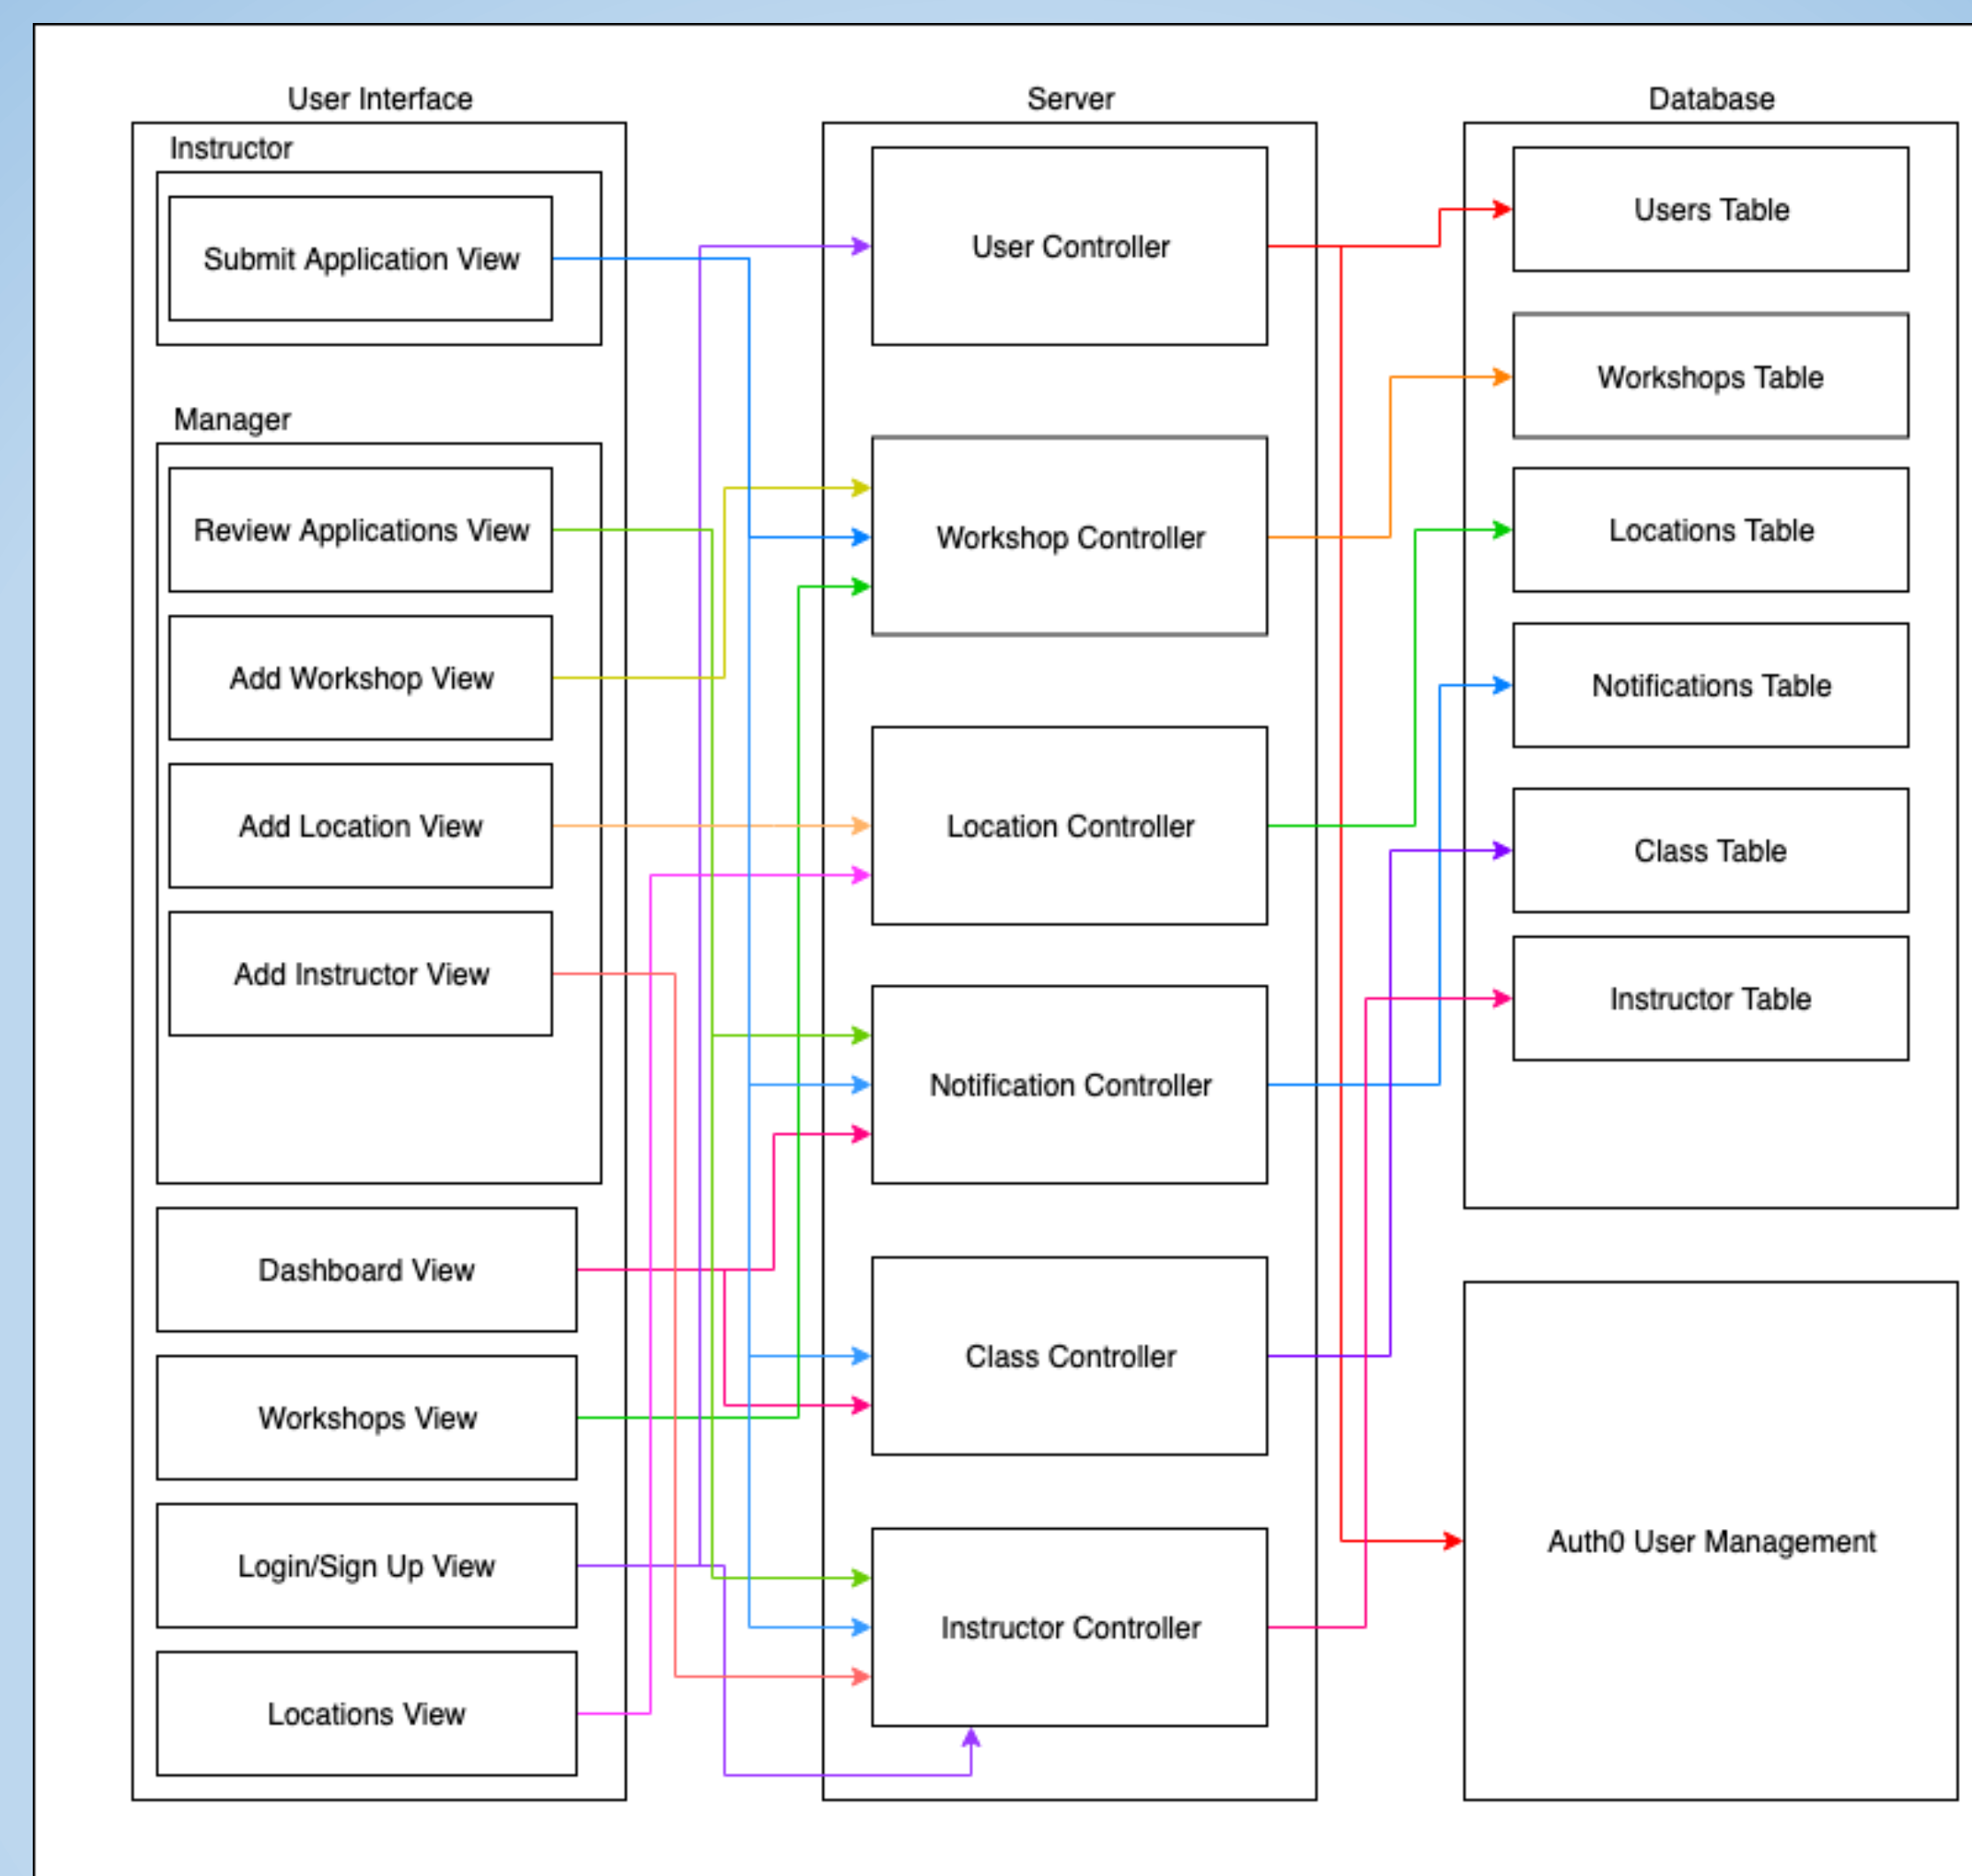 User Interface
Instructor
Submit Application View
Manager
Review Applications View
Add Workshop View
Add Location View
Add Instructor View
Dashboard View
Workshops View
Login/Sign Up View
Locations View
Server
User Controller
Workshop Controller
Location Controller
Notification Controller
Class Controller
Instructor Controller
Database
Users Table
Workshops Table
Locations Table
Notifications Table
Class Table
Instructor Table
Auth0 User Management